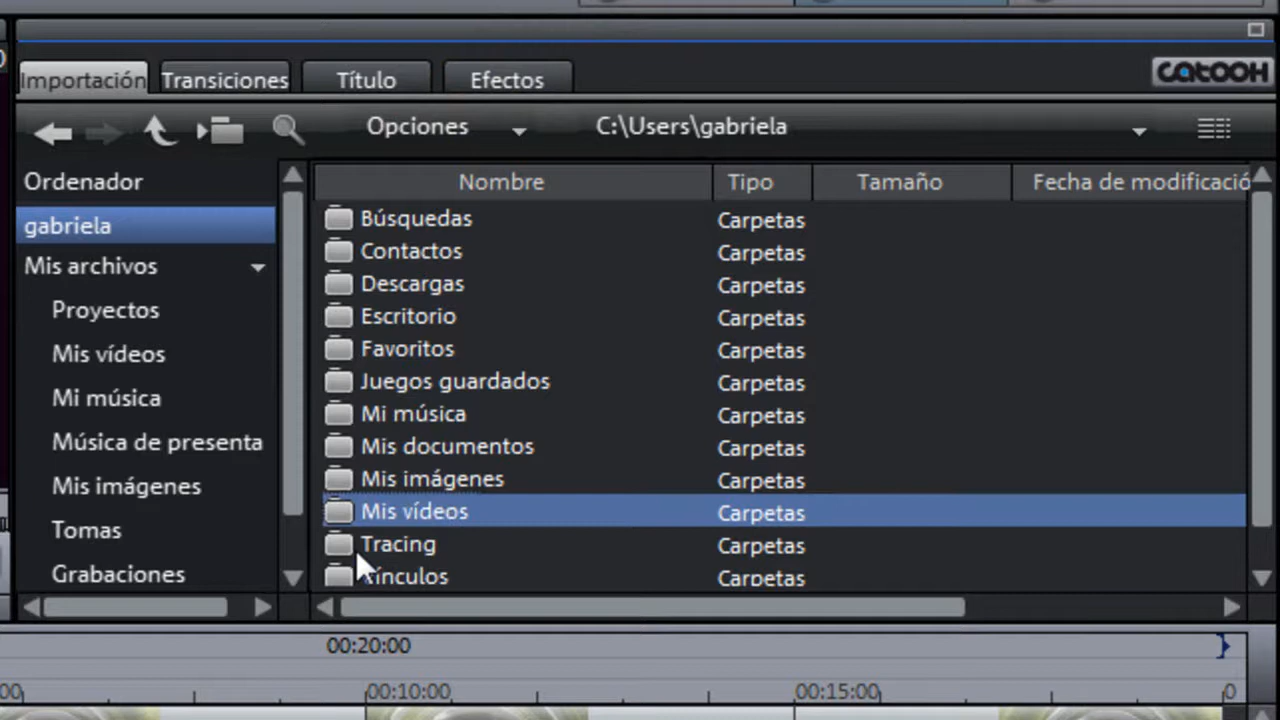 Importación Transiciones Título Efectos catooh
Opciones C:\Users\gabriela
Ordenador Nombre Tipo Tamaño Fecha de modificació
gabriela Búsquedas Carpetas
Mis archivos Contactos Carpetas
Proyectos Descargas Carpetas
Mis vídeos Escritorio Carpetas
Mi música Favoritos Carpetas
Música de presenta Juegos guardados Carpetas
Mis imágenes Mi música Carpetas
Tomas Mis documentos Carpetas
Grabaciones Mis imágenes Carpetas
Mis vídeos Carpetas
Tracing Carpetas
Vínculos Carpetas
00:20:00
00 00:10:00 00:15:00 0